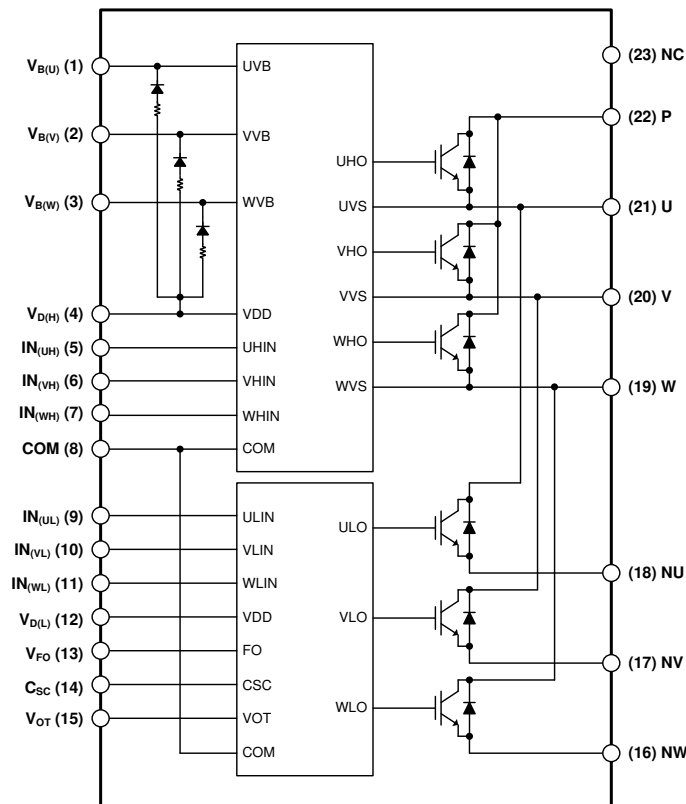 V_B(U) (1)
V_B(V) (2)
V_B(W) (3)
V_D(H) (4)
IN_(UH) (5)
IN_(VH) (6)
IN_(WH) (7)
COM (8)
IN_(UL) (9)
IN_(VL) (10)
IN_(WL) (11)
V_D(L) (12)
V_FO (13)
C_SC (14)
V_OT (15)
UVB
VVB
WVB
VDD
UHIN
VHIN
WHIN
COM
UHO
UVS
VHO
VVS
WHO
WVS
ULIN
VLIN
WLIN
VDD
FO
CSC
VOT
COM
ULO
VLO
WLO
(23) NC
(22) P
(21) U
(20) V
(19) W
(18) NU
(17) NV
(16) NW